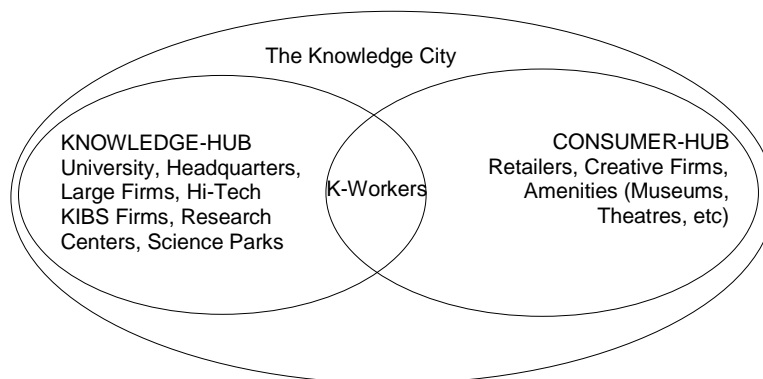 The Knowledge City
KNOWLEDGE-HUB
University, Headquarters,
Large Firms, Hi-Tech
KIBS Firms, Research
Centers, Science Parks
K-Workers
CONSUMER-HUB
Retailers, Creative Firms,
Amenities (Museums,
Theatres, etc)